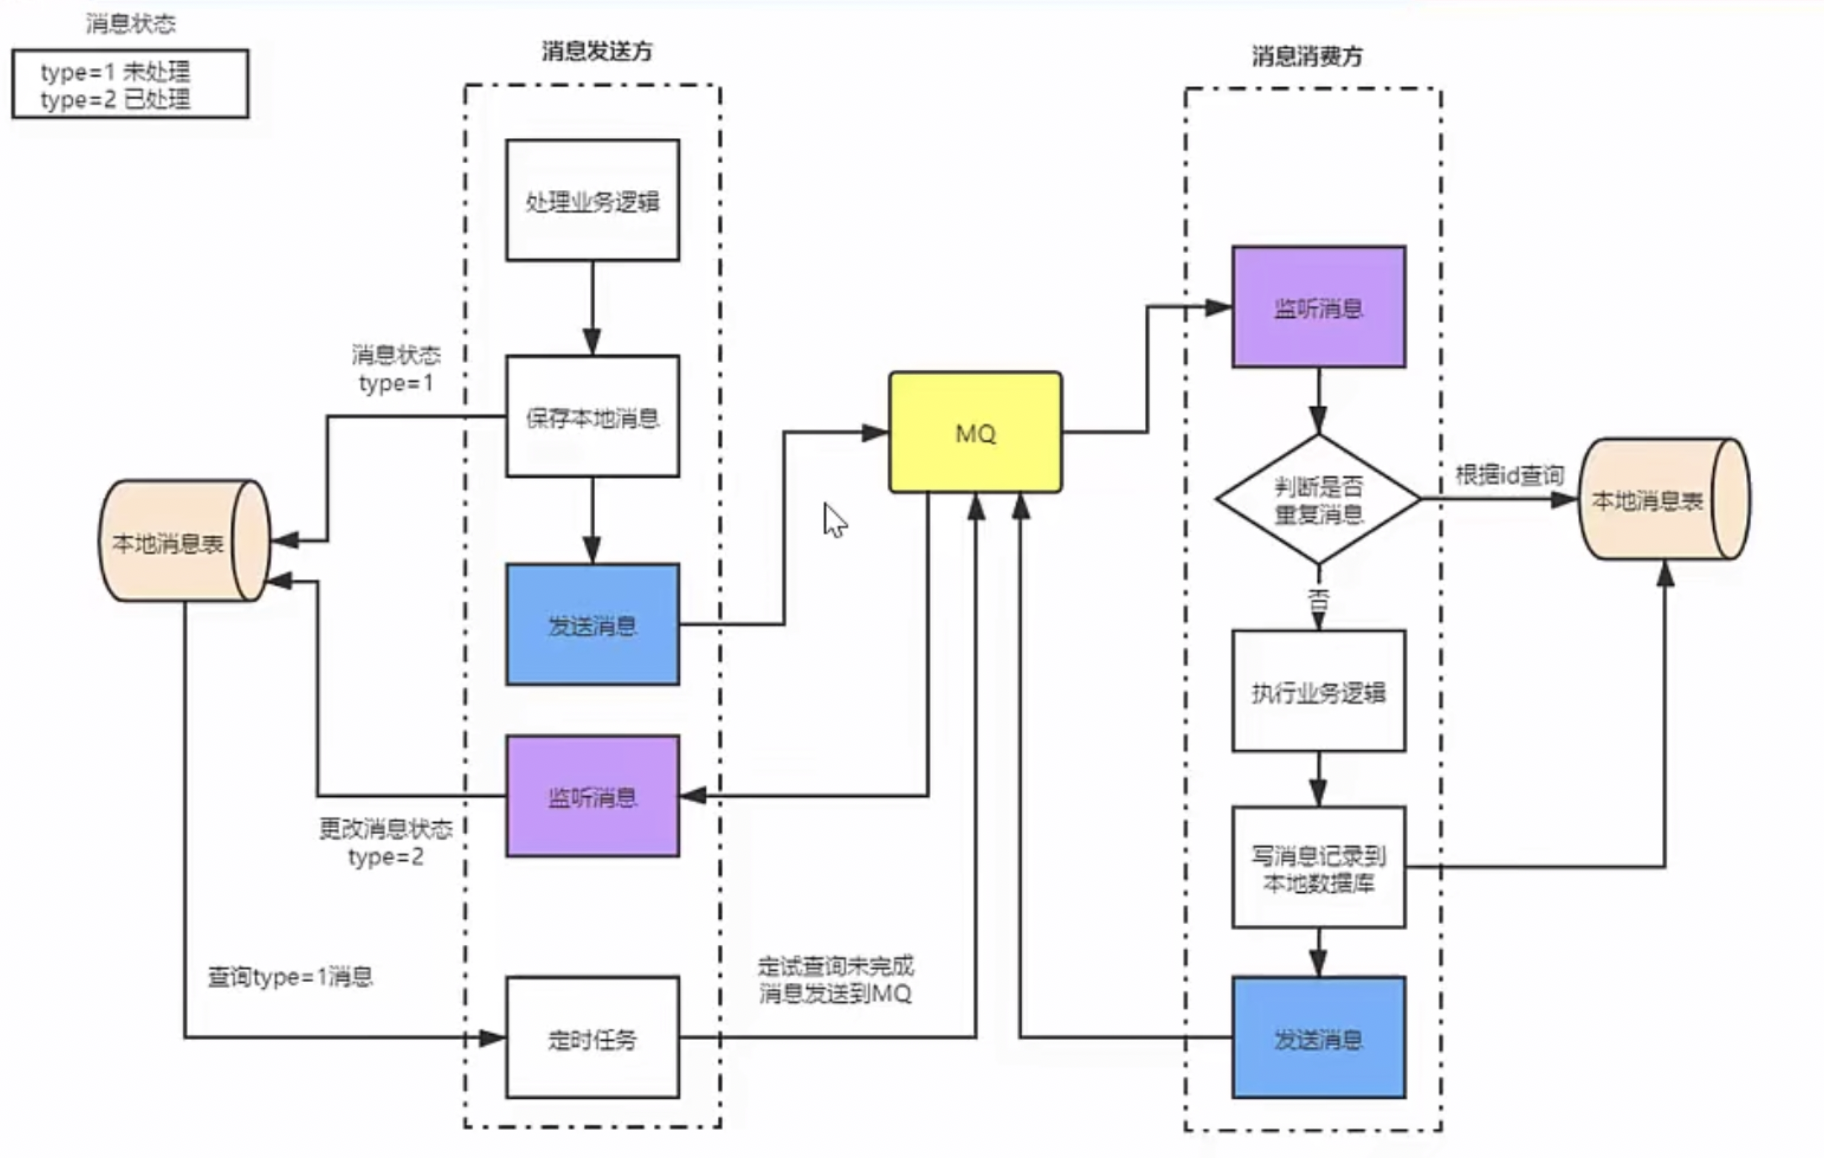 消息状态
type=1 未处理
type=2 已处理
消息发送方
处理业务逻辑
消息状态
type=1
保存本地消息
本地消息表
发送消息
监听消息
更改消息状态
type=2
查询type=1消息
定时任务
定试查询未完成
消息发送到MQ
MQ
消息消费方
监听消息
判断是否
重复消息
根据id查询
本地消息表
否
执行业务逻辑
写消息记录到
本地数据库
发送消息